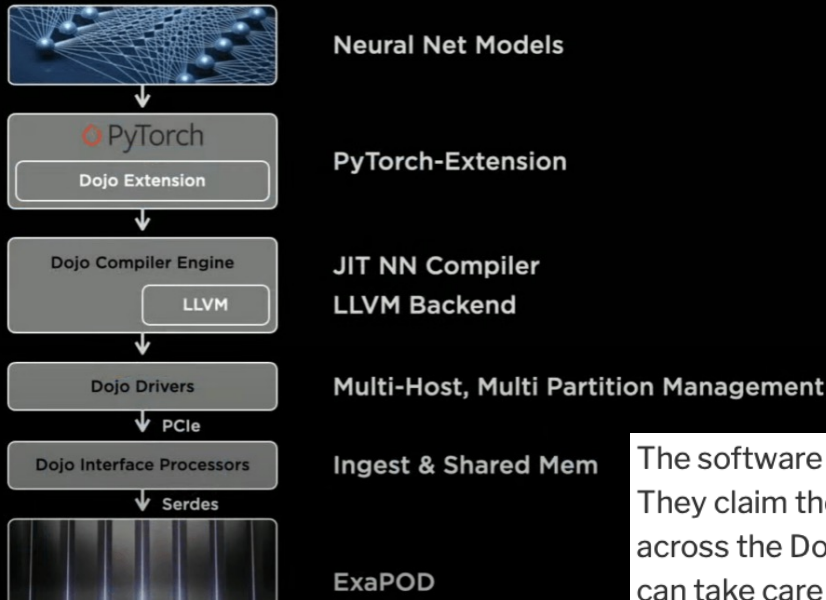 Neural Net Models
PyTorch
Dojo Extension
PyTorch-Extension
Dojo Compiler Engine
LLVM
JIT NN Compiler
LLVM Backend
Dojo Drivers
Multi-Host, Multi Partition Management
PCIe
Dojo Interface Processors
Ingest & Shared Mem
Serdes
ExaPOD
The software
They claim the
across the Do
can take care